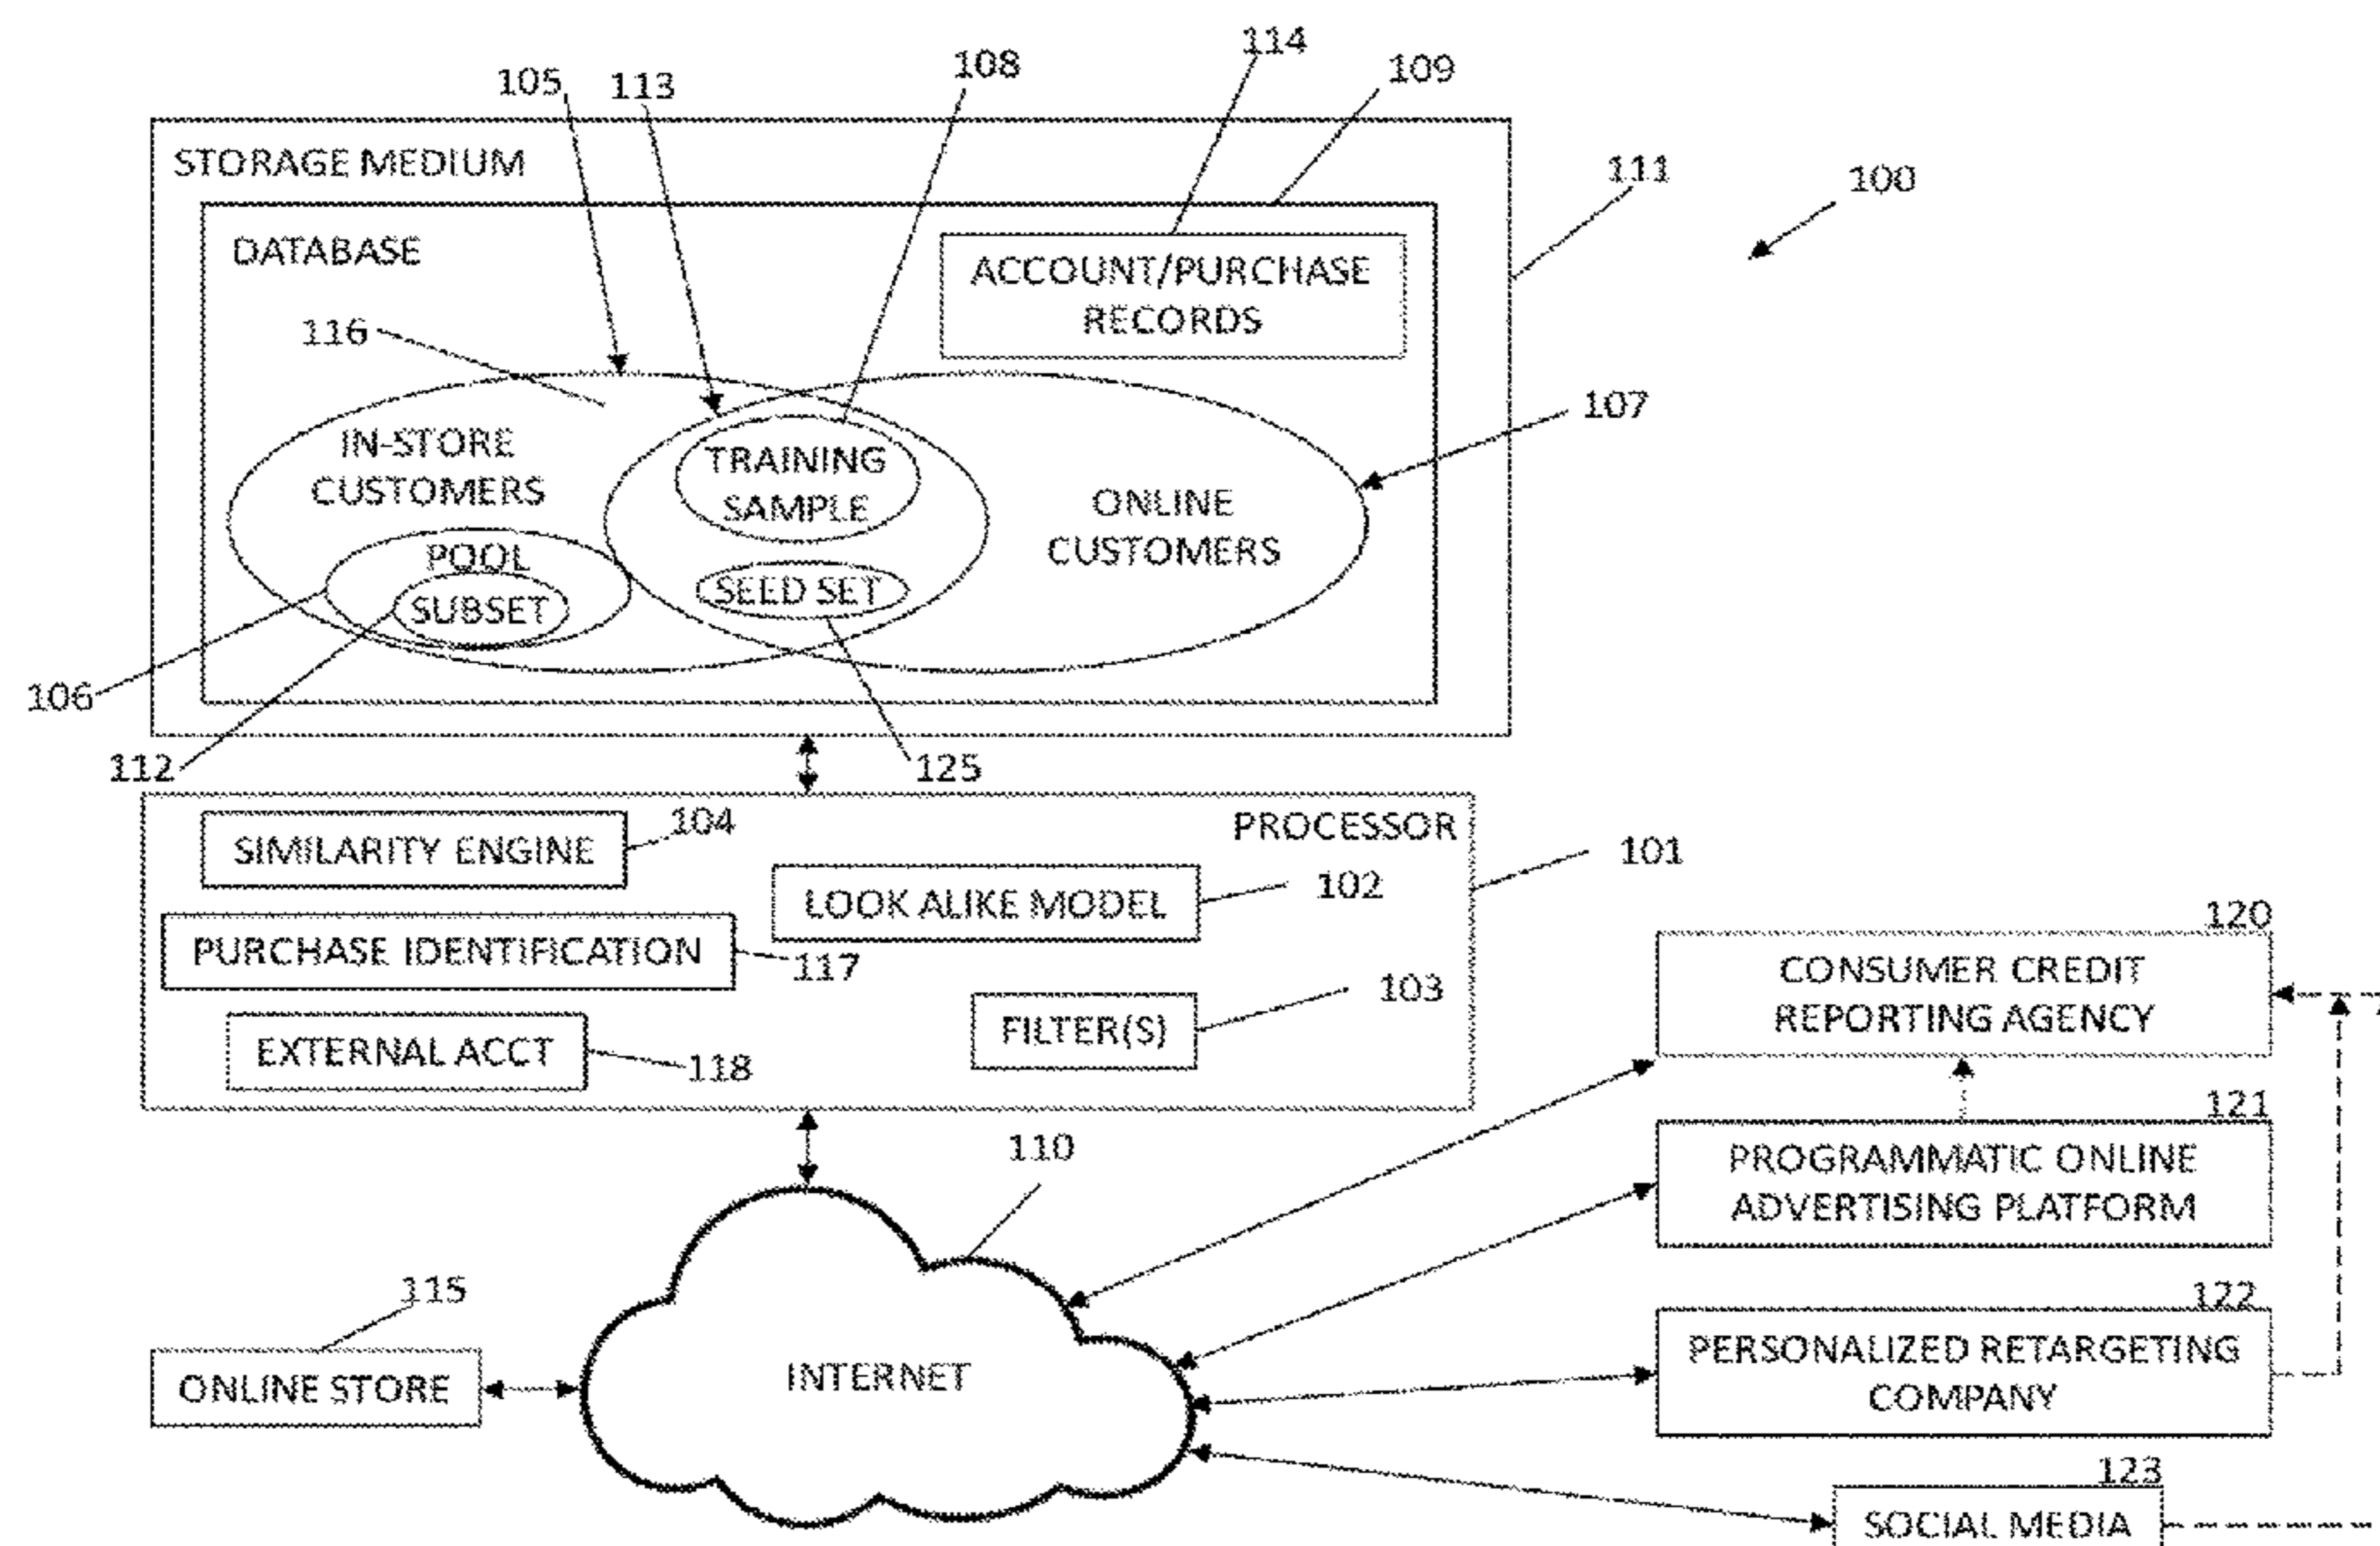 114
108
109
105
113
STORAGE MEDIUM
111
100
DATABASE
ACCOUNT/PURCHASE
RECORDS
116
107
IN-STORE
CUSTOMERS
TRAINING
SAMPLE
ONLINE
CUSTOMERS
POOL
SUBSET
SEED SET
106
112
125
SIMILARITY ENGINE
104
PROCESSOR
101
LOOK ALIKE MODEL
102
PURCHASE IDENTIFICATION
117
103
FILTER(S)
EXTERNAL ACCT
118
120
CONSUMER CREDIT
REPORTING AGENCY
121
PROGRAMMATIC ONLINE
ADVERTISING PLATFORM
110
115
ONLINE STORE
INTERNET
122
PERSONALIZED RETARGETING
COMPANY
123
SOCIAL MEDIA